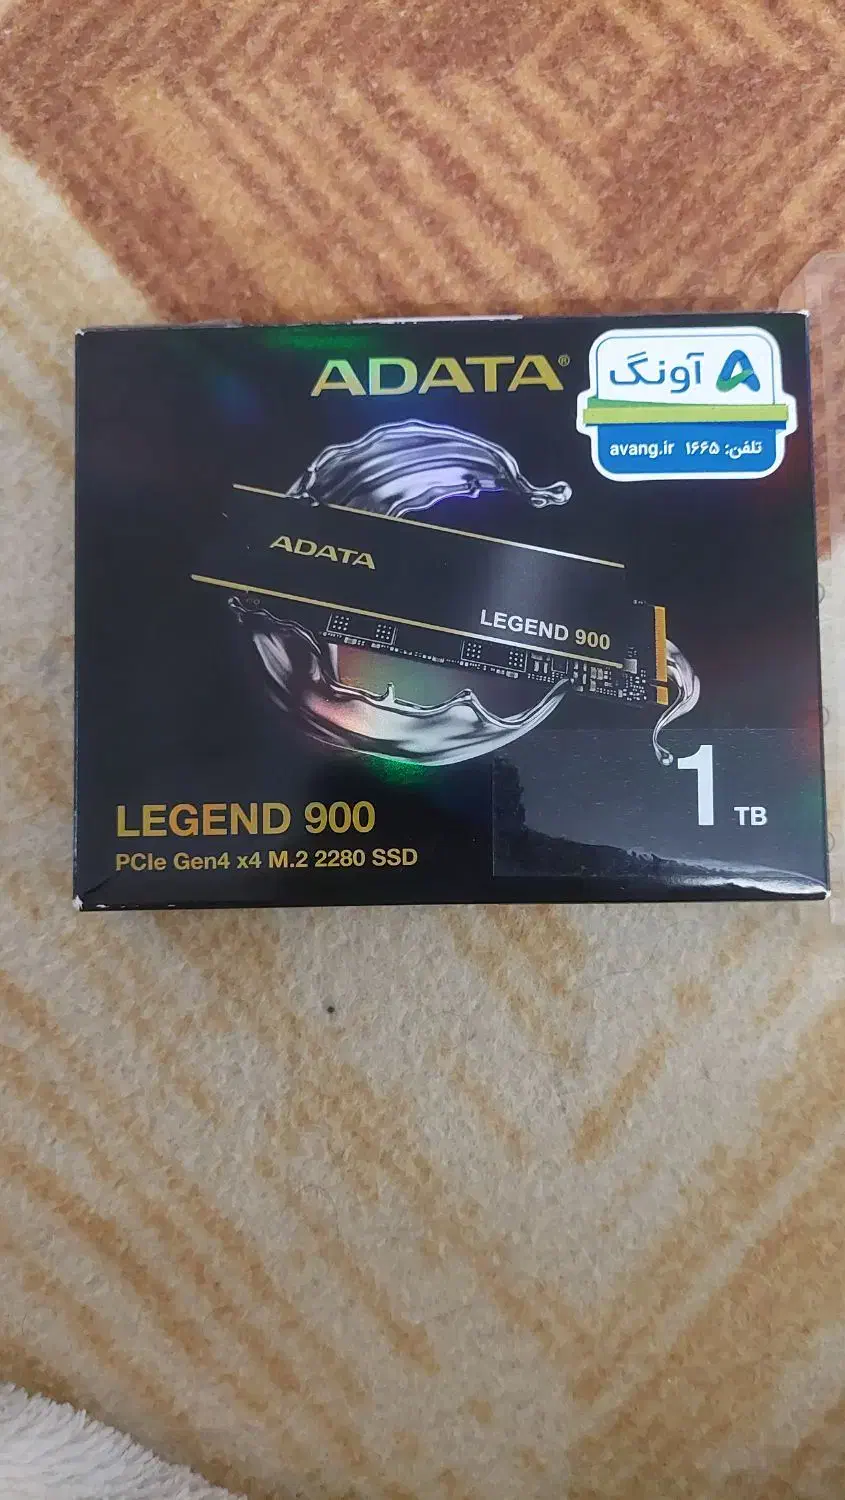 ADATA®
آونگ
تلفن: ۱۶۶۵ avang.ir
ADATA
LEGEND 900
1 TB
LEGEND 900
PCIe Gen4 x4 M.2 2280 SSD